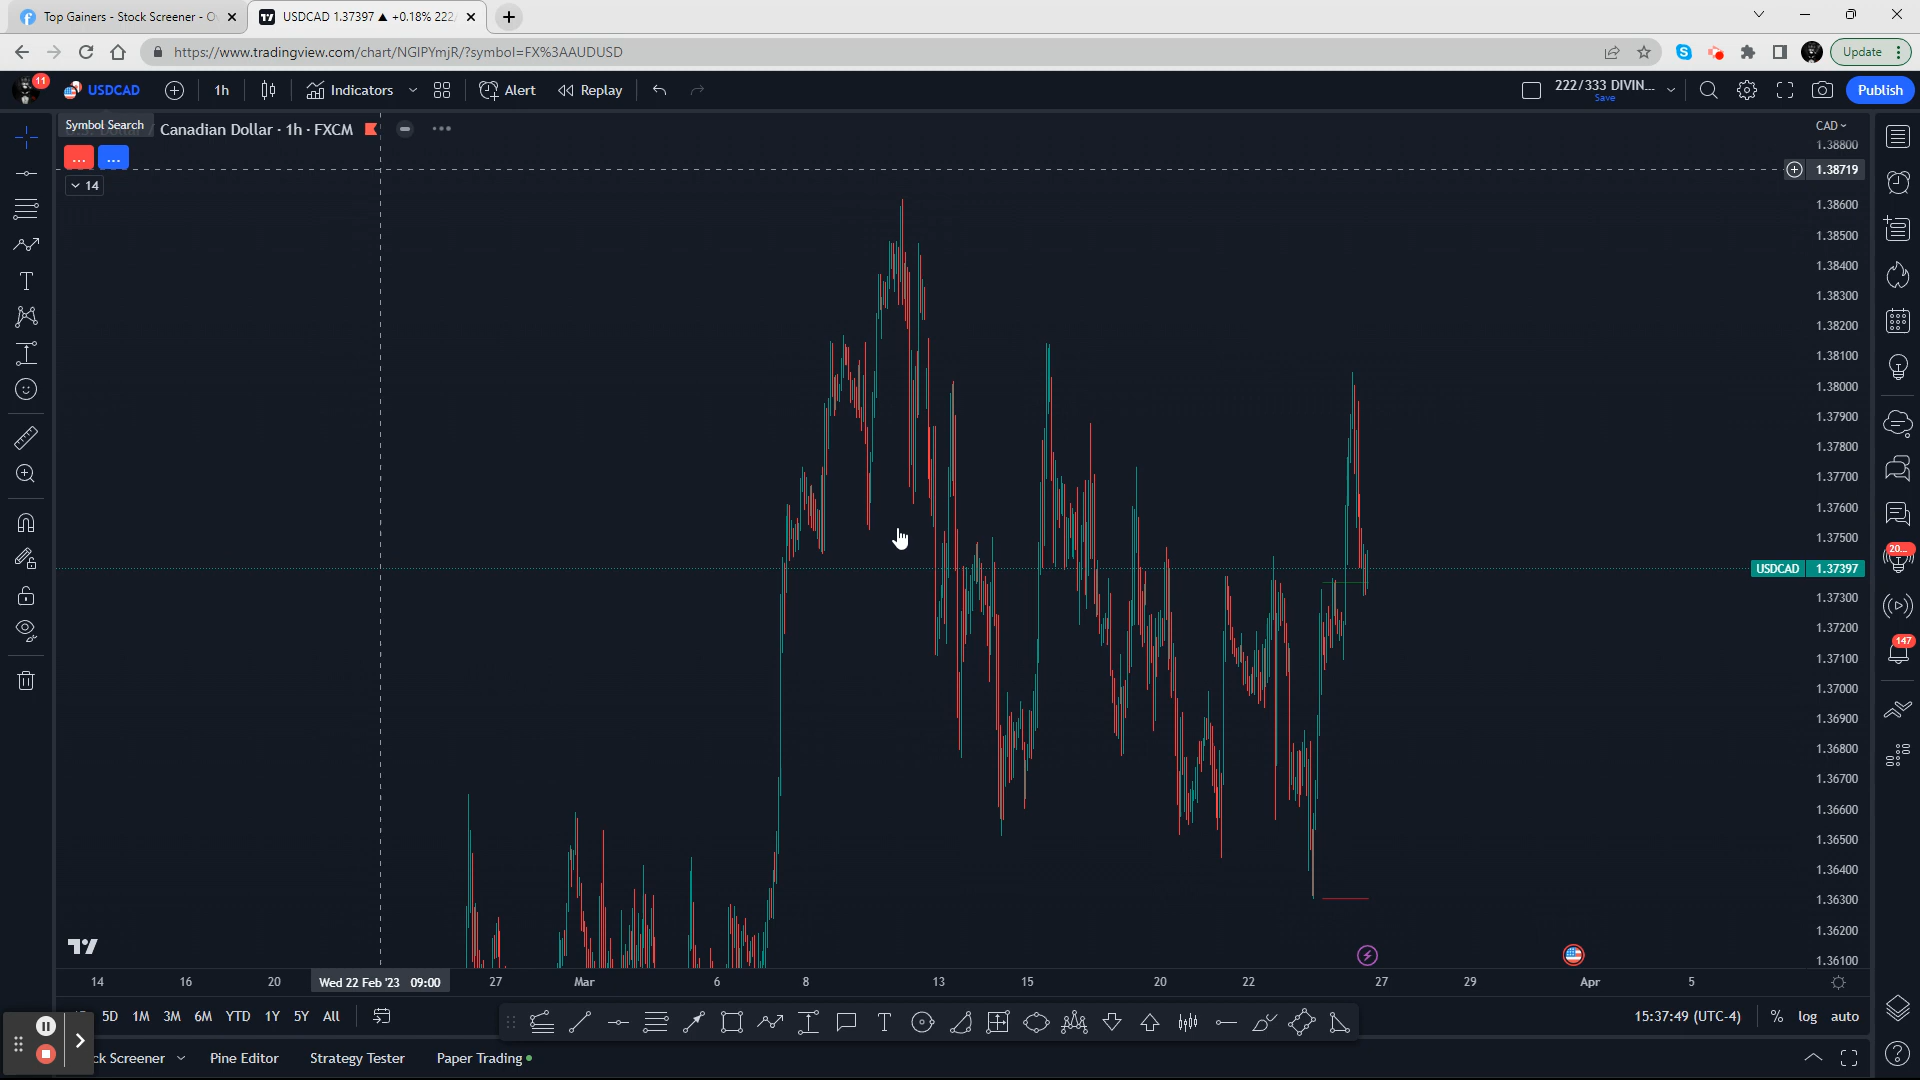 Top Gainers - Stock Screener - O
USDCAD 1.37397 ▲ +0.18% 222/
https://www.tradingview.com/chart/NGIPYmjR/?symbol=FX%3AAUDUSD
Update
11
USDCAD
1h
Indicators
Alert
Replay
222/333 DIVIN...
Save
Publish
Symbol Search
Canadian Dollar · 1h · FXCM
CAD
...
...
14
1.38800
1.38719
1.38600
1.38500
1.38400
1.38300
1.38200
1.38100
1.38000
1.37900
1.37800
1.37700
1.37600
1.37500
USDCAD 1.37397
1.37300
1.37200
1.37100
1.37000
1.36900
1.36800
1.36700
1.36600
1.36500
1.36400
1.36300
1.36200
1.36100
20...
147
14 16 20 Wed 22 Feb '23 09:00 27 Mar 6 8 13 15 20 22 27 29 Apr 5
5D 1M 3M 6M YTD 1Y 5Y All
15:37:49 (UTC-4) % log auto
ck Screener Pine Editor Strategy Tester Paper Trading